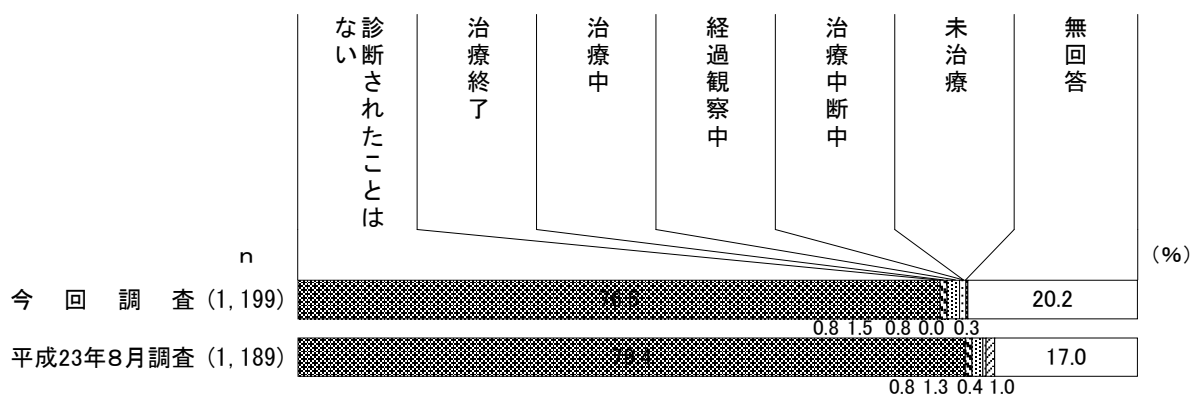 診断されたことは
ない
治療終了
治療中
経過観察中
治療中断中
未治療
無回答
n
(%)
今回調査 (1,199)
20.2
0.8 1.5 0.8 0.0 0.3
平成23年8月調査 (1,189)
17.0
0.8 1.3 0.4 1.0